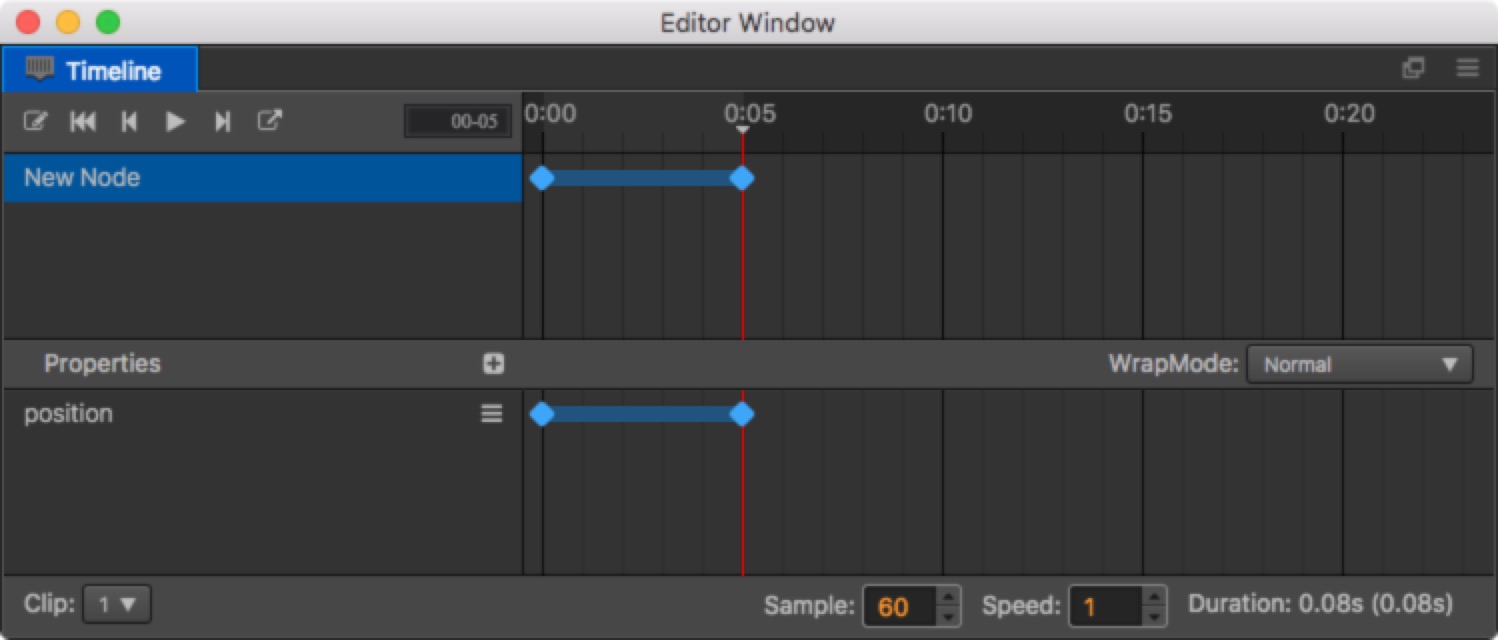 Editor Window
Timeline
00-05 0:00 0:05 0:10 0:15 0:20
New Node
Properties WrapMode: Normal
position
Clip: 1 Sample: 60 Speed: 1 Duration: 0.08s (0.08s)